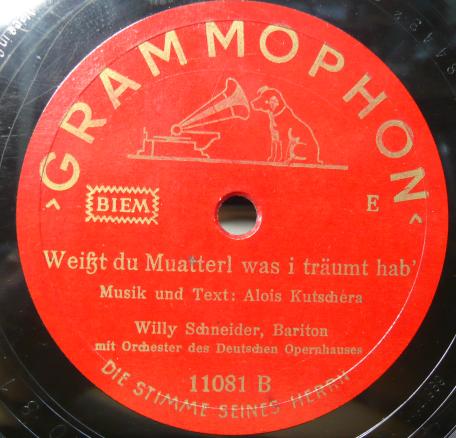 ›GRAMMOPHON‹
BIEM
E
Weißt du Muatterl was i träumt hab'
Musik und Text: Alois Kutschera
Willy Schneider, Bariton
mit Orchester des Deutschen Opernhauses
11081 B
DIE STIMME SEINES HERRN